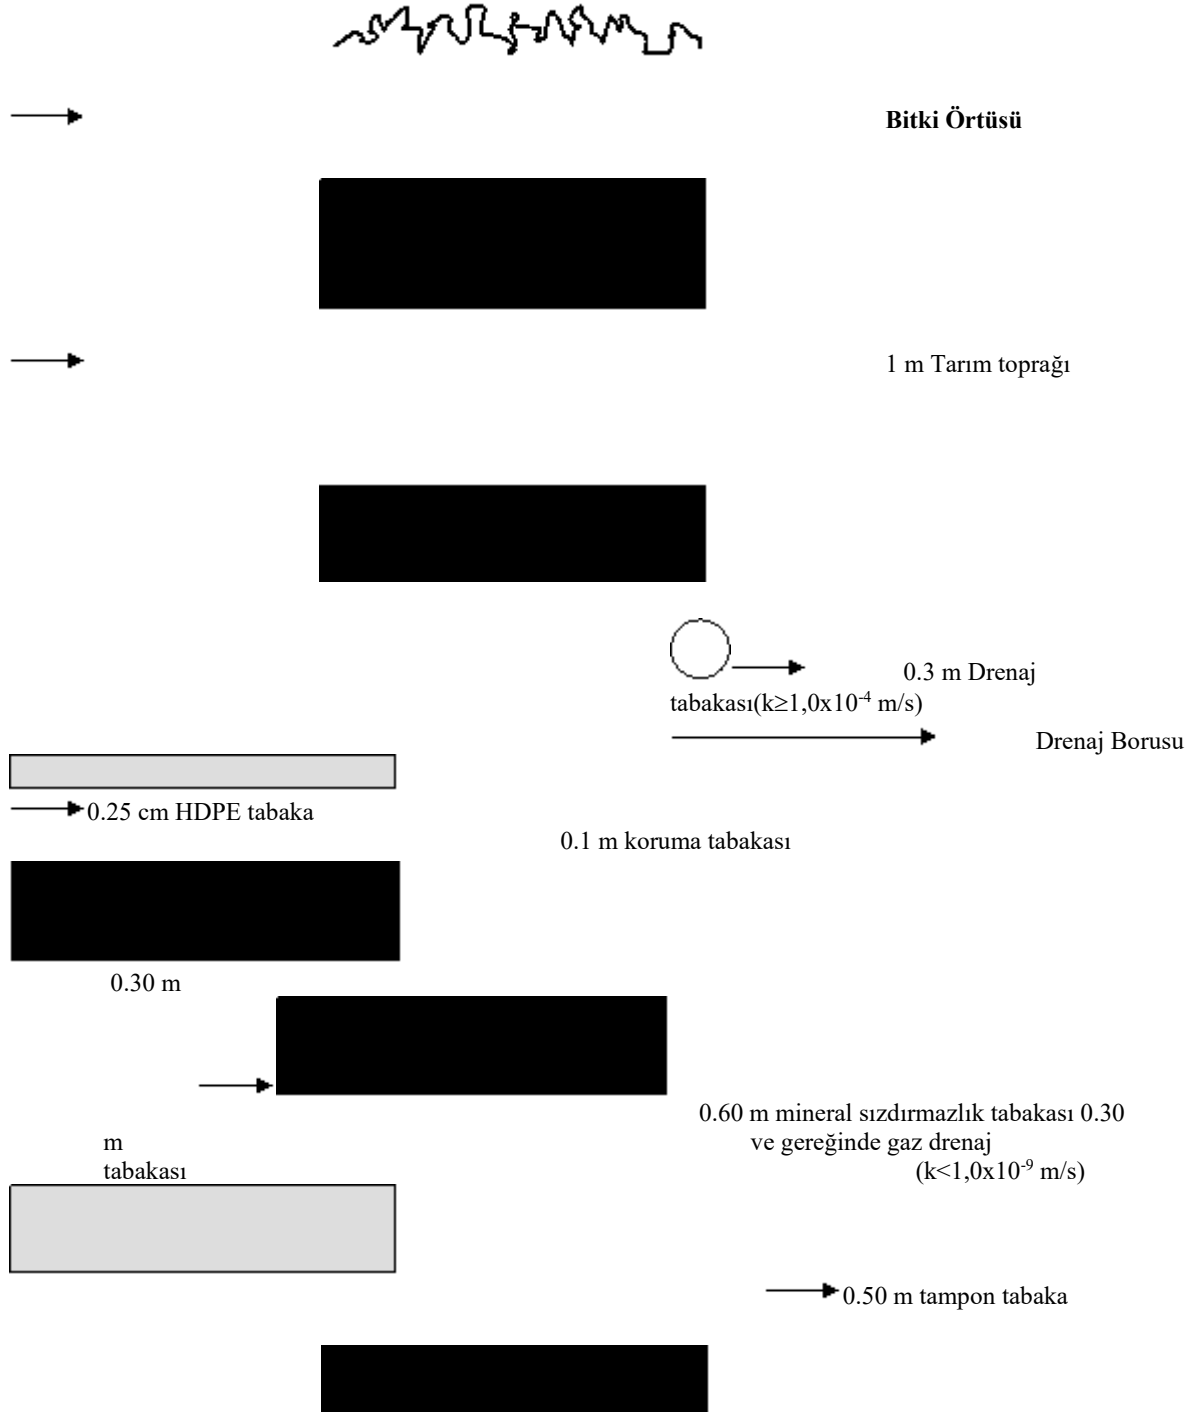 Bitki Örtüsü
1 m Tarım toprağı
0.3 m Drenaj
tabakası(k≥1,0x10⁻⁴ m/s)
Drenaj Borusu
0.25 cm HDPE tabaka
0.1 m koruma tabakası
0.30 m
0.60 m mineral sızdırmazlık tabakası 0.30
m ve gereğinde gaz drenaj
tabakası (k<1,0x10⁻⁹ m/s)
0.50 m tampon tabaka